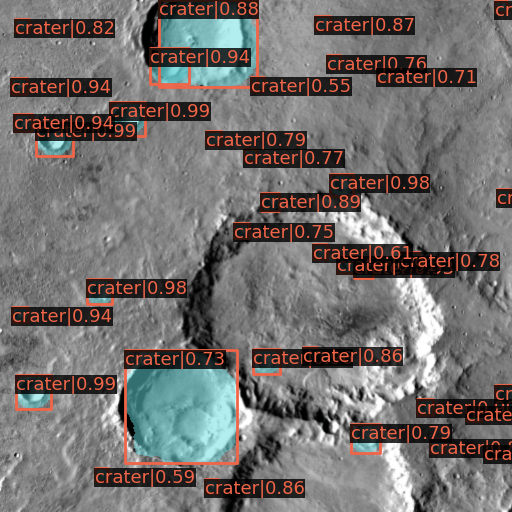 crater|0.88
crater|0.82
crater|0.87
crater|0.94
crater|0.76
crater|0.71
crater|0.94
crater|0.55
crater|0.99
crater|0.94
crater|0.99
crater|0.79
crater|0.77
crater|0.98
crater|0.89
crater|0.75
crater|0.61
crater|0.78
crater|0.98
crater|0.94
crater|0.73
crater|0.86
crater|0.99
crater|0.79
crater|0.59
crater|0.86